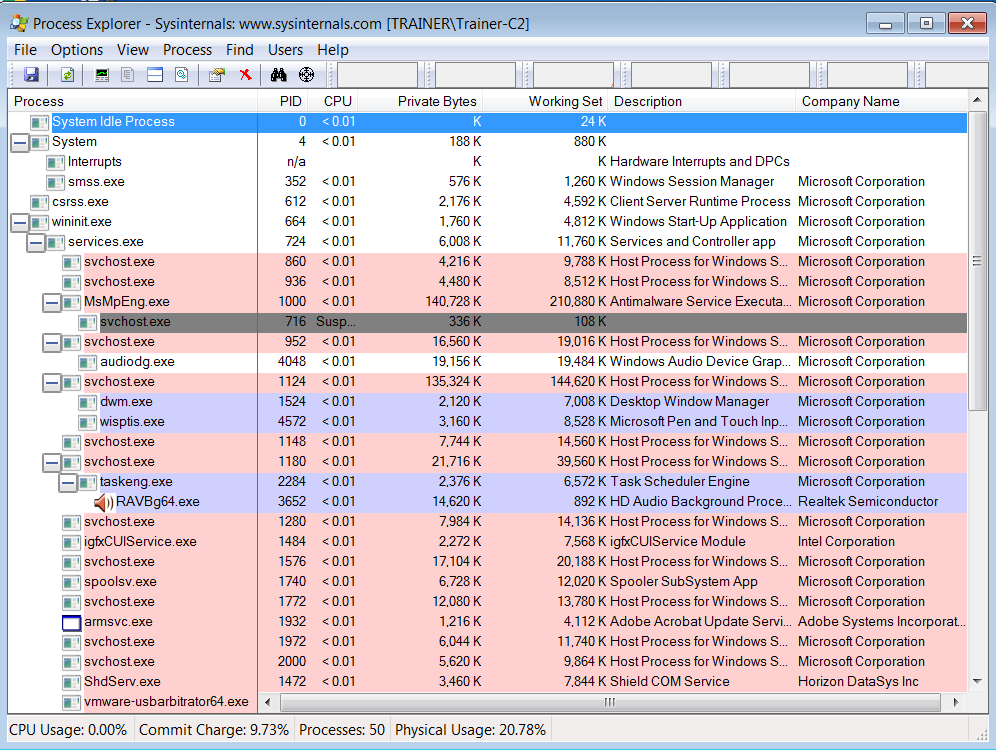 Process Explorer - Sysinternals: www.sysinternals.com [TRAINER\Trainer-C2]
File Options View Process Find Users Help
Process PID CPU Private Bytes Working Set Description Company Name
System Idle Process 0 < 0.01 K 24 K
System 4 < 0.01 188 K 880 K
Interrupts n/a K K Hardware Interrupts and DPCs
smss.exe 352 < 0.01 576 K 1,260 K Windows Session Manager Microsoft Corporation
csrss.exe 612 < 0.01 2,176 K 4,592 K Client Server Runtime Process Microsoft Corporation
wininit.exe 664 < 0.01 1,760 K 4,812 K Windows Start-Up Application Microsoft Corporation
services.exe 724 < 0.01 6,008 K 11,760 K Services and Controller app Microsoft Corporation
svchost.exe 860 < 0.01 4,216 K 9,788 K Host Process for Windows S... Microsoft Corporation
svchost.exe 936 < 0.01 4,480 K 8,512 K Host Process for Windows S... Microsoft Corporation
MsMpEng.exe 1000 < 0.01 140,728 K 210,880 K Antimalware Service Executa... Microsoft Corporation
svchost.exe 716 Susp... 336 K 108 K
svchost.exe 952 < 0.01 16,560 K 19,016 K Host Process for Windows S... Microsoft Corporation
audiodg.exe 4048 < 0.01 19,156 K 19,484 K Windows Audio Device Grap... Microsoft Corporation
svchost.exe 1124 < 0.01 135,324 K 144,620 K Host Process for Windows S... Microsoft Corporation
dwm.exe 1524 < 0.01 2,120 K 7,008 K Desktop Window Manager Microsoft Corporation
wisptis.exe 4572 < 0.01 3,160 K 8,528 K Microsoft Pen and Touch Inp... Microsoft Corporation
svchost.exe 1148 < 0.01 7,744 K 14,560 K Host Process for Windows S... Microsoft Corporation
svchost.exe 1180 < 0.01 21,716 K 39,560 K Host Process for Windows S... Microsoft Corporation
taskeng.exe 2284 < 0.01 2,376 K 6,572 K Task Scheduler Engine Microsoft Corporation
RAVBg64.exe 3652 < 0.01 14,620 K 892 K HD Audio Background Proce... Realtek Semiconductor
svchost.exe 1280 < 0.01 7,984 K 14,136 K Host Process for Windows S... Microsoft Corporation
igfxCUIService.exe 1484 < 0.01 2,272 K 7,568 K igfxCUIService Module Intel Corporation
svchost.exe 1576 < 0.01 17,104 K 20,188 K Host Process for Windows S... Microsoft Corporation
spoolsv.exe 1740 < 0.01 6,728 K 12,020 K Spooler SubSystem App Microsoft Corporation
svchost.exe 1772 < 0.01 12,080 K 13,780 K Host Process for Windows S... Microsoft Corporation
armsvc.exe 1932 < 0.01 1,216 K 4,112 K Adobe Acrobat Update Servi... Adobe Systems Incorporat...
svchost.exe 1972 < 0.01 6,044 K 11,740 K Host Process for Windows S... Microsoft Corporation
svchost.exe 2000 < 0.01 5,620 K 9,864 K Host Process for Windows S... Microsoft Corporation
ShdServ.exe 1472 < 0.01 3,460 K 7,844 K Shield COM Service Horizon DataSys Inc
vmware-usbarbitrator64.exe
CPU Usage: 0.00% Commit Charge: 9.73% Processes: 50 Physical Usage: 20.78%